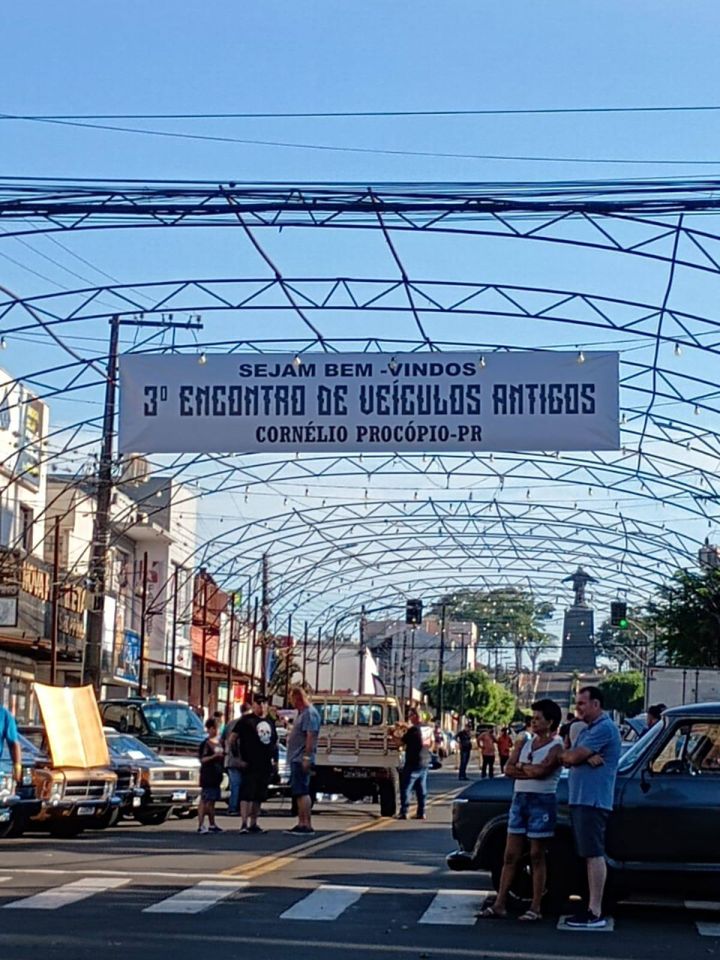 SEJAM BEM -VINDOS
3º ENCONTRO DE VEÍCULOS ANTIGOS
CORNÉLIO PROCÓPIO-PR